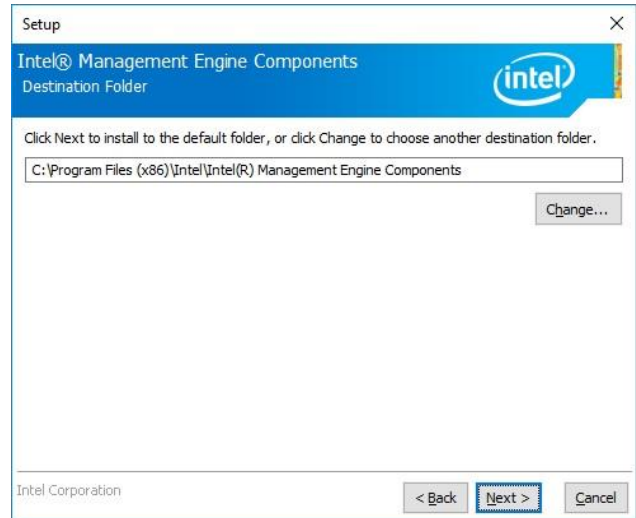 Setup
Intel® Management Engine Components
Destination Folder
intel
Click Next to install to the default folder, or click Change to choose another destination folder.
C:\Program Files (x86)\Intel\Intel(R) Management Engine Components
Change...
Intel Corporation
< Back Next > Cancel